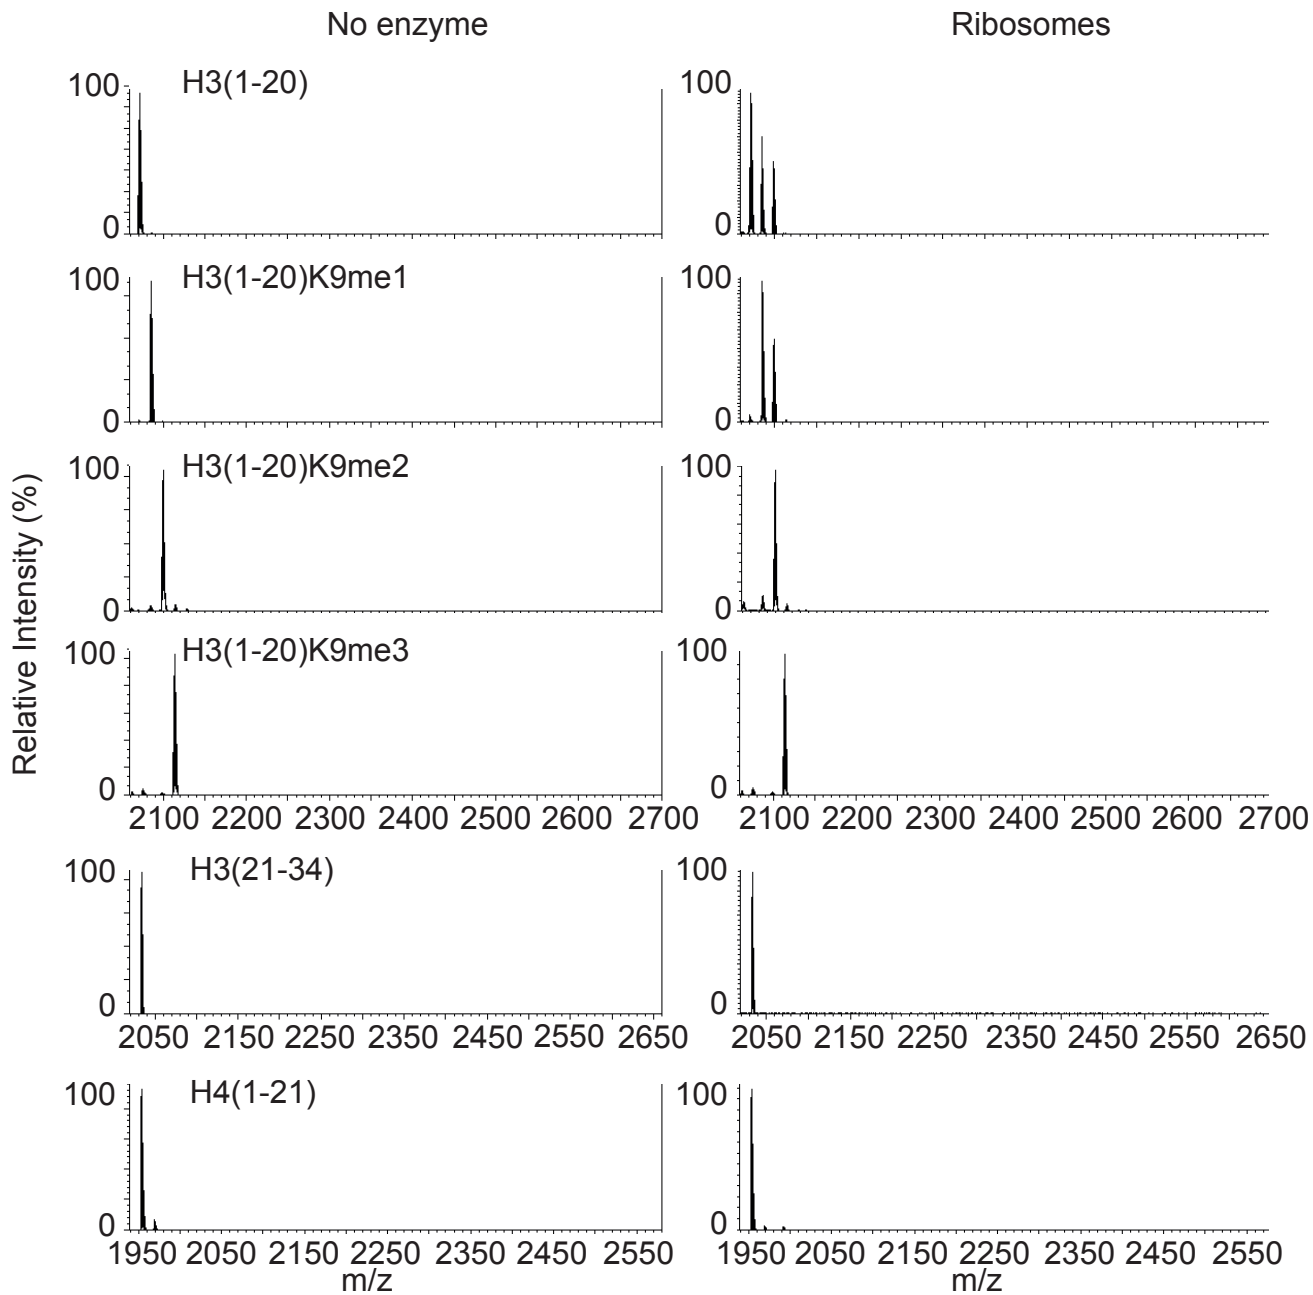 No enzyme Ribosomes
Relative Intensity (%)
100 H3(1-20) 100
0 0
100 H3(1-20)K9me1 100
0 0
100 H3(1-20)K9me2 100
0 0
100 H3(1-20)K9me3 100
0 0
2100 2200 2300 2400 2500 2600 2700 2100 2200 2300 2400 2500 2600 2700
100 H3(21-34) 100
0 0
2050 2150 2250 2350 2450 2550 2650 2050 2150 2250 2350 2450 2550 2650
100 H4(1-21) 100
0 0
1950 2050 2150 2250 2350 2450 2550 1950 2050 2150 2250 2350 2450 2550
m/z m/z